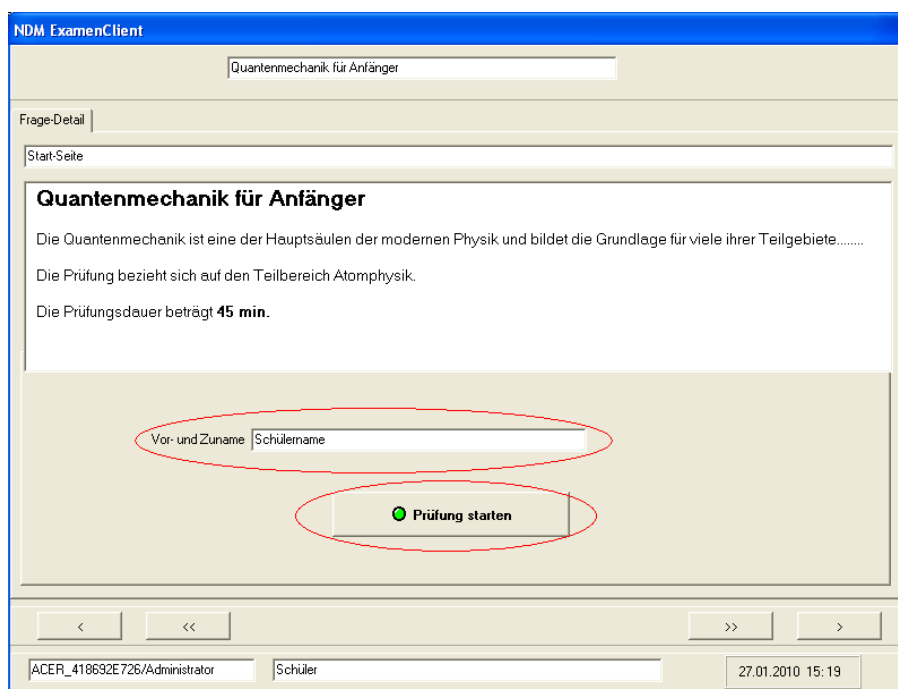 NDM ExamenClient
Quantenmechanik für Anfänger
Frage-Detail
Start-Seite
Quantenmechanik für Anfänger
Die Quantenmechanik ist eine der Hauptsäulen der modernen Physik und bildet die Grundlage für viele ihrer Teilgebiete........
Die Prüfung bezieht sich auf den Teilbereich Atomphysik.
Die Prüfungsdauer beträgt 45 min.
Vor- und Zuname Schülername
Prüfung starten
< << >> >
ACER_418692E726/Administrator Schüler 27.01.2010 15:19